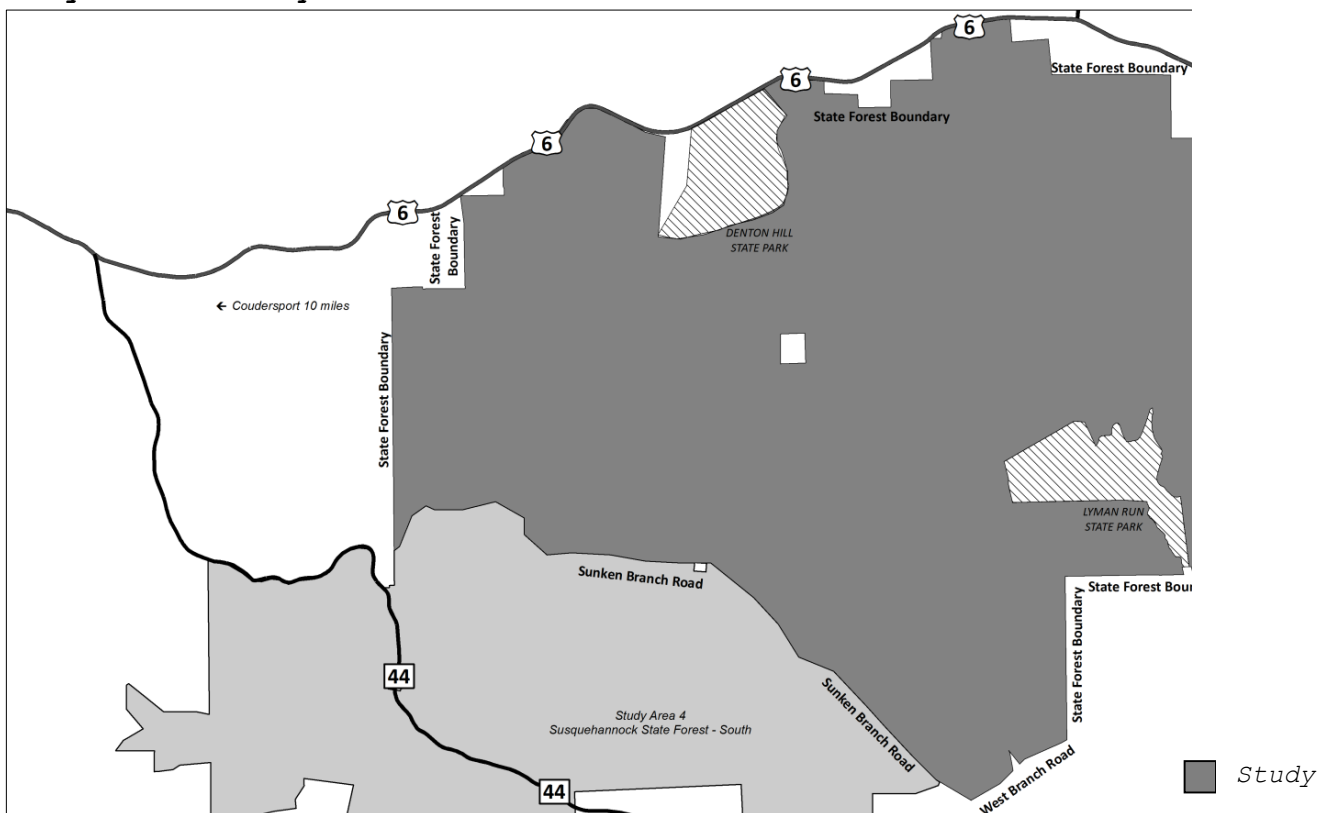 6
State Forest Boundary
6
State Forest Boundary
6
6
State Forest
Boundary
DENTON HILL
STATE PARK
← Coudersport 10 miles
State Forest Boundary
LYMAN RUN
STATE PARK
Sunken Branch Road
State Forest Boun
State Forest Boundary
44
Sunken Branch Road
Study Area 4
Susquehannock State Forest - South
West Branch Road
44
Study